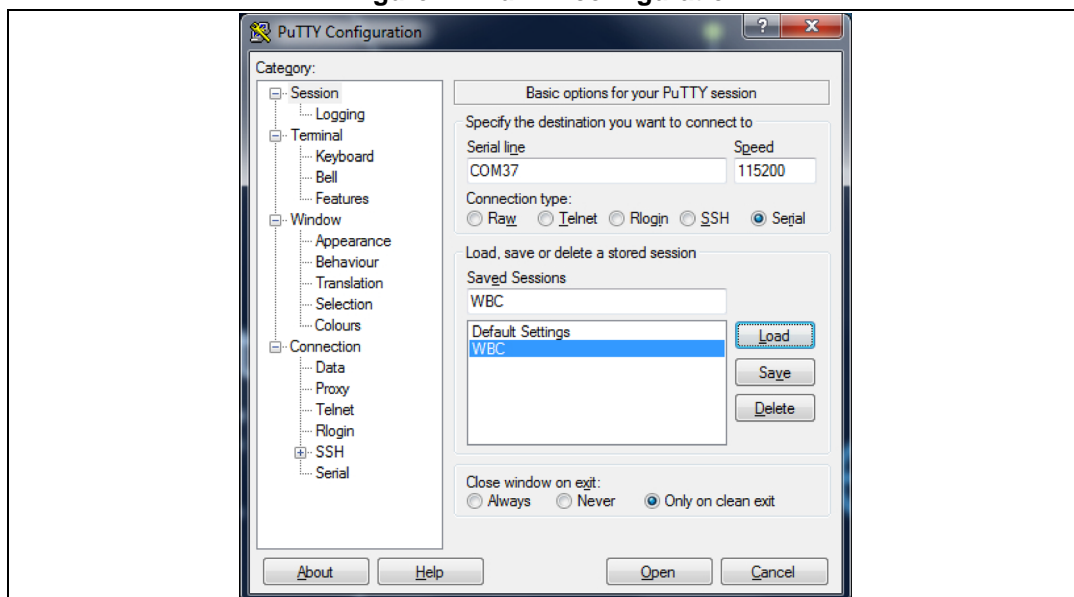 PuTTY Configuration
?
X
Category:
Session
Logging
Terminal
Keyboard
Bell
Features
Window
Appearance
Behaviour
Translation
Selection
Colours
Connection
Data
Proxy
Telnet
Rlogin
SSH
Serial
Basic options for your PuTTY session
Specify the destination you want to connect to
Serial line Speed
COM37 115200
Connection type:
Raw Telnet Rlogin SSH Serial
Load, save or delete a stored session
Saved Sessions
WBC
Default Settings
WBC
Load
Save
Delete
Close window on exit:
Always Never Only on clean exit
About Help Open Cancel